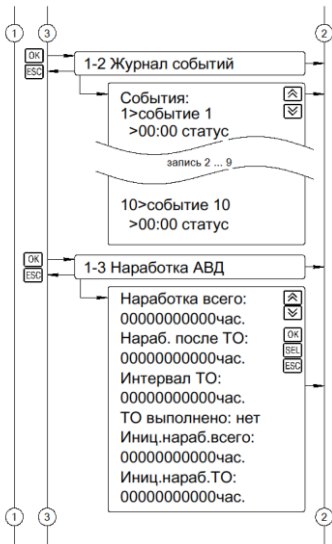 1
3
2
OK
ESC
1-2 Журнал событий
События:
1>событие 1
>00:00 статус
запись 2 ... 9
10>событие 10
>00:00 статус
OK
ESC
1-3 Наработка АВД
Наработка всего:
00000000000час.
Нараб. после ТО:
00000000000час.
Интервал ТО:
00000000000час.
ТО выполнено: нет
Иниц.нараб.всего:
00000000000час.
Иниц.нараб.ТО:
00000000000час.
OK
SEL
ESC
1
3
2